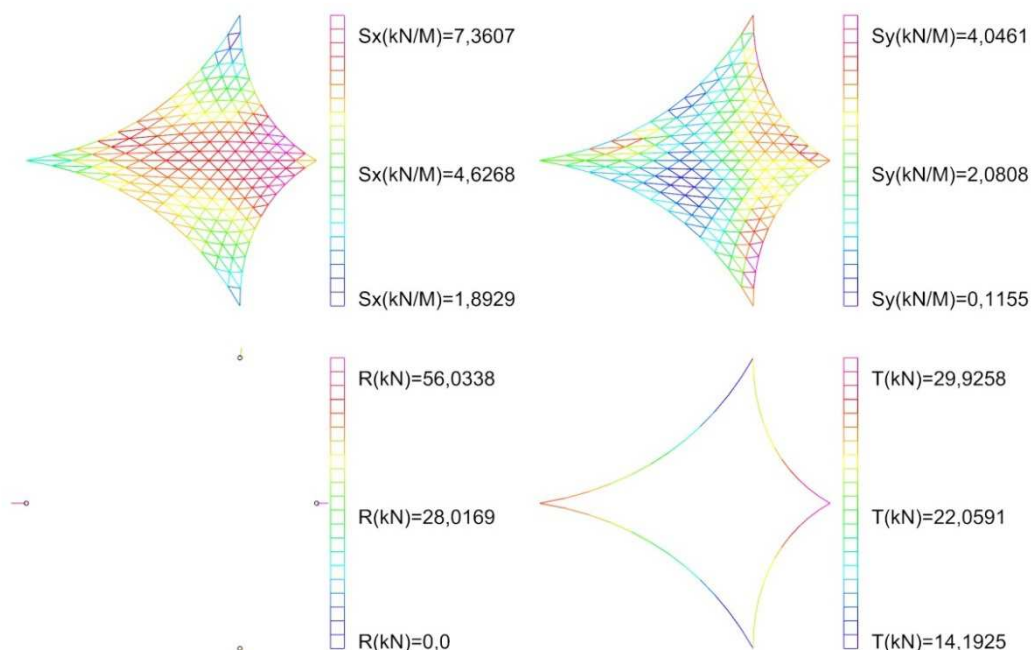 Sx(kN/M)=7,3607
Sy(kN/M)=4,0461
Sx(kN/M)=4,6268
Sy(kN/M)=2,0808
Sx(kN/M)=1,8929
Sy(kN/M)=0,1155
R(kN)=56,0338
T(kN)=29,9258
R(kN)=28,0169
T(kN)=22,0591
R(kN)=0,0
T(kN)=14,1925